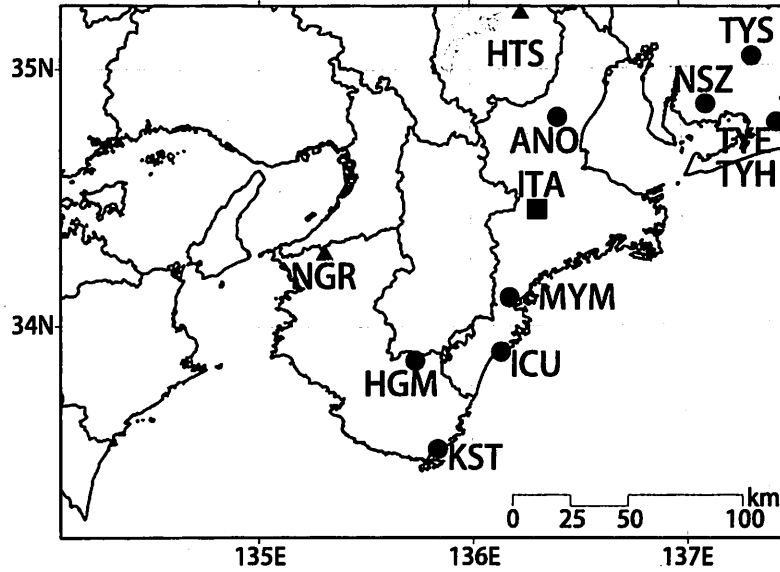 TYS
35N
HTS
NSZ
ANO
TYE
TYH
ITA
NGR
MYM
34N
ICU
HGM
KST
km
0 25 50 100
135E 136E 137E